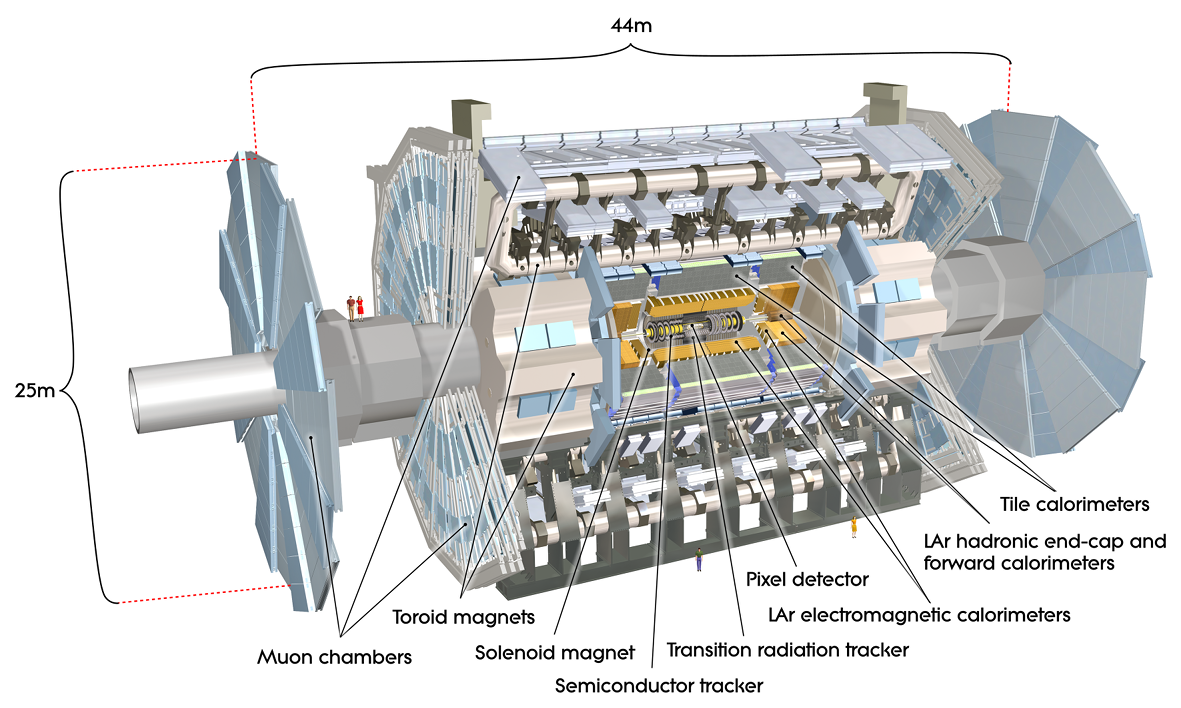 44m
25m
Tile calorimeters
LAr hadronic end-cap and
forward calorimeters
Pixel detector
LAr electromagnetic calorimeters
Toroid magnets
Muon chambers
Solenoid magnet
Transition radiation tracker
Semiconductor tracker